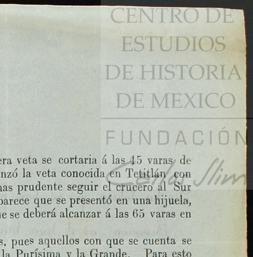 CENTRO DE
ESTUDIOS
DE HISTORIA
DE MEXICO
FUNDACIÓN
Carlos Slim
era veta se cortaria á las 45 varas de
nzó la veta conocida en Tetitlán con
nas prudente seguir el crucero al Sur
parece que se presentó en una hijuela,
ue se deberá alcanzar á las 65 varas en
s, pues aquellos con que se cuenta se
la Purísima y la Grande. Para esto